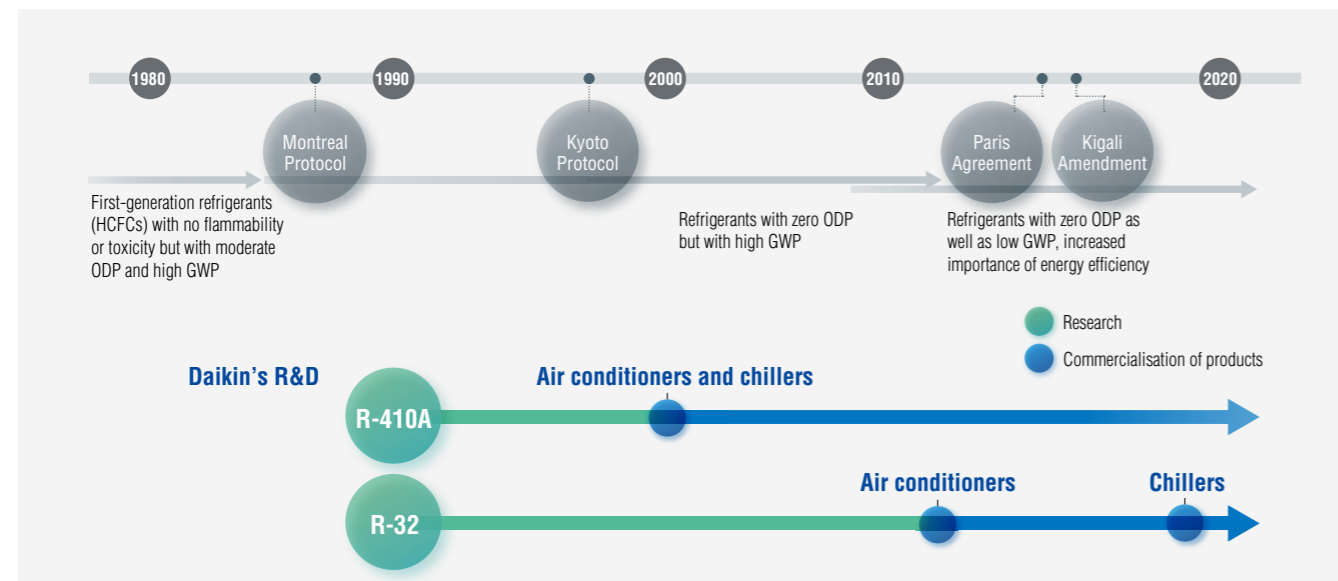 1980
1990
2000
2010
2020
Montreal
Protocol
Kyoto
Protocol
Paris
Agreement
Kigali
Amendment
First-generation refrigerants
(HCFCs) with no flammability
or toxicity but with moderate
ODP and high GWP
Refrigerants with zero ODP
but with high GWP
Refrigerants with zero ODP as
well as low GWP, increased
importance of energy efficiency
Research
Commercialisation of products
Daikin's R&D
Air conditioners and chillers
R-410A
Air conditioners
Chillers
R-32